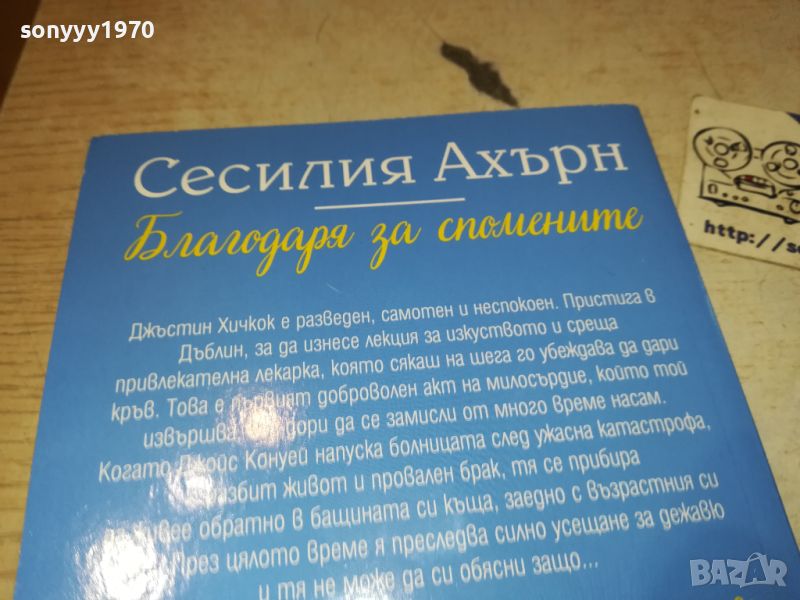 sonyyy1970
Сесилия Ахърн
Благодаря за спомените
http://s
Джъстин Хичкок е разведен, самотен и неспокоен. Пристига в
Дъблин, за да изнесе лекция за изкуството и среща
привлекателна лекарка, която сякаш на шега го убеждава да дари
кръв. Това е първият доброволен акт на милосърдие, който той
извършва дори да се замисли от много време насам.
Когато Джойс Конуей напуска болницата след ужасна катастрофа,
разбит живот и провален брак, тя се прибира
обратно в бащината си къща, заедно с възрастния си
През цялото време я преследва силно усещане за дежавю
и тя не може да си обясни защо...
BAZAR